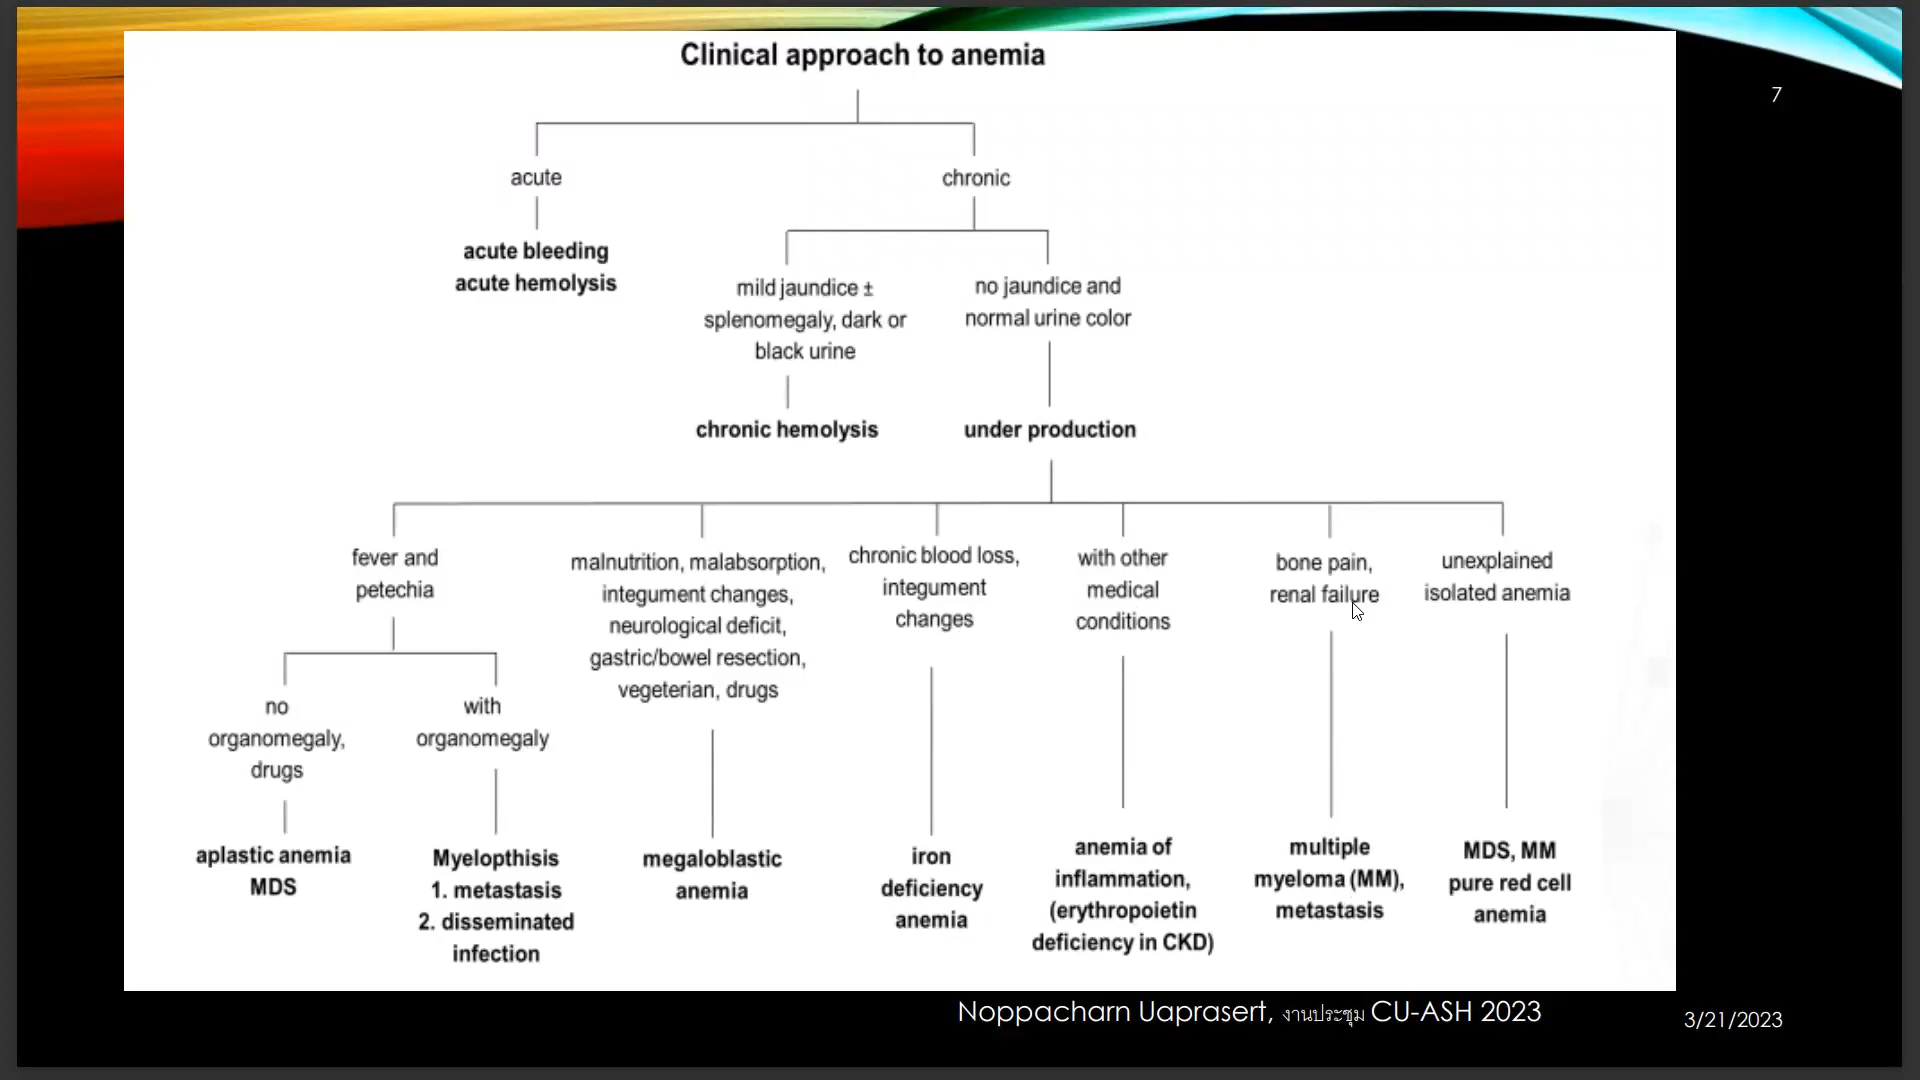 Clinical approach to anemia
7
acute
chronic
acute bleeding
acute hemolysis
mild jaundice ±
splenomegaly, dark or
black urine
no jaundice and
normal urine color
chronic hemolysis
under production
fever and
petechia
malnutrition, malabsorption,
integument changes,
neurological deficit,
gastric/bowel resection,
vegeterian, drugs
chronic blood loss,
integument
changes
with other
medical
conditions
bone pain,
renal failure
unexplained
isolated anemia
no
organomegaly,
drugs
with
organomegaly
aplastic anemia
MDS
Myelopthisis
1. metastasis
2. disseminated
infection
megaloblastic
anemia
iron
deficiency
anemia
anemia of
inflammation,
(erythropoietin
deficiency in CKD)
multiple
myeloma (MM),
metastasis
MDS, MM
pure red cell
anemia
Noppacharn Uaprasert, งานประชุม CU-ASH 2023
3/21/2023